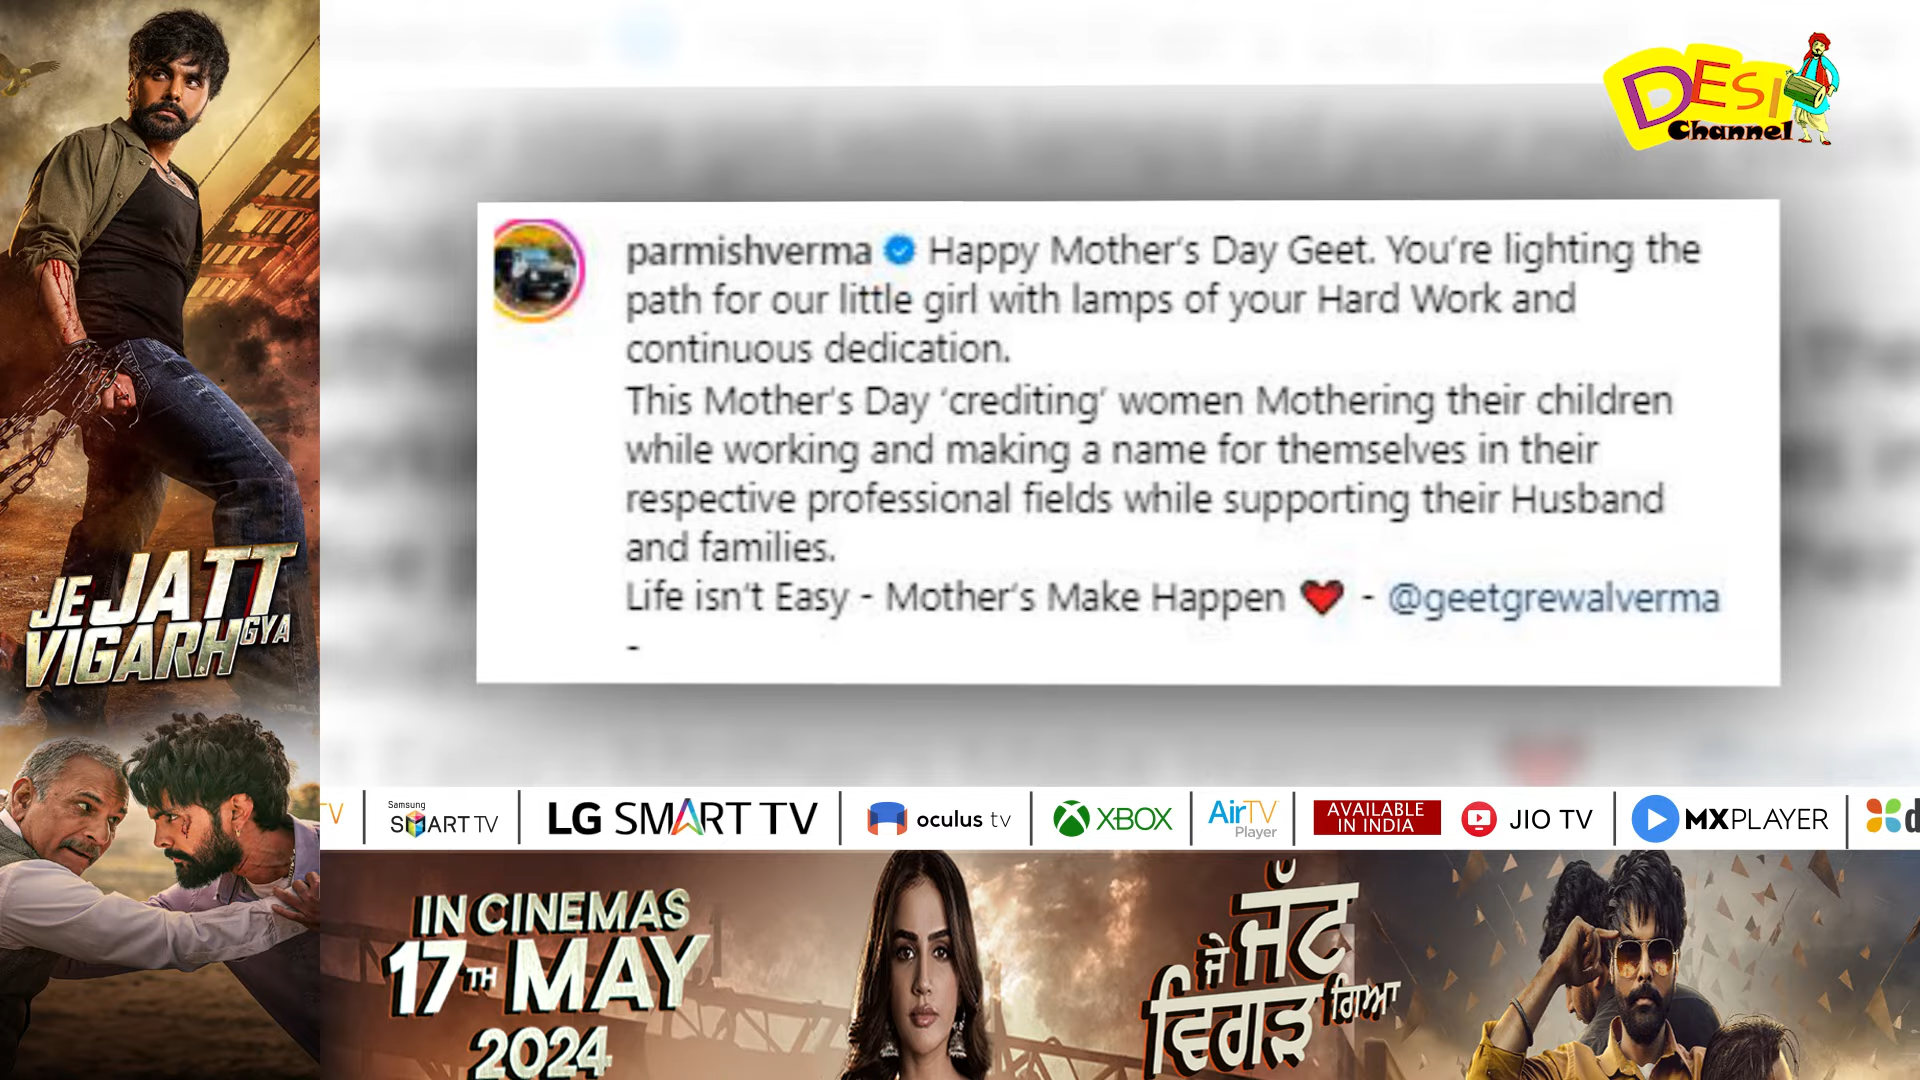 DESI
Channel
parmishverma Happy Mother's Day Geet. You're lighting the
path for our little girl with lamps of your Hard Work and
continuous dedication.
This Mother's Day 'crediting' women Mothering their children
while working and making a name for themselves in their
respective professional fields while supporting their Husband
and families.
Life isn't Easy - Mother's Make Happen ❤ - @geetgrewalverma
-
JE JATT
VIGARH GYA
Samsung
SMART TV
LG SMART TV
oculus tv
XBOX
AirTV
Player
AVAILABLE
IN INDIA
JIO TV
MXPLAYER
IN CINEMAS
17TH MAY
2024
ਜੇ ਜੱਟ
ਵਿਗੜ ਗਿਆ